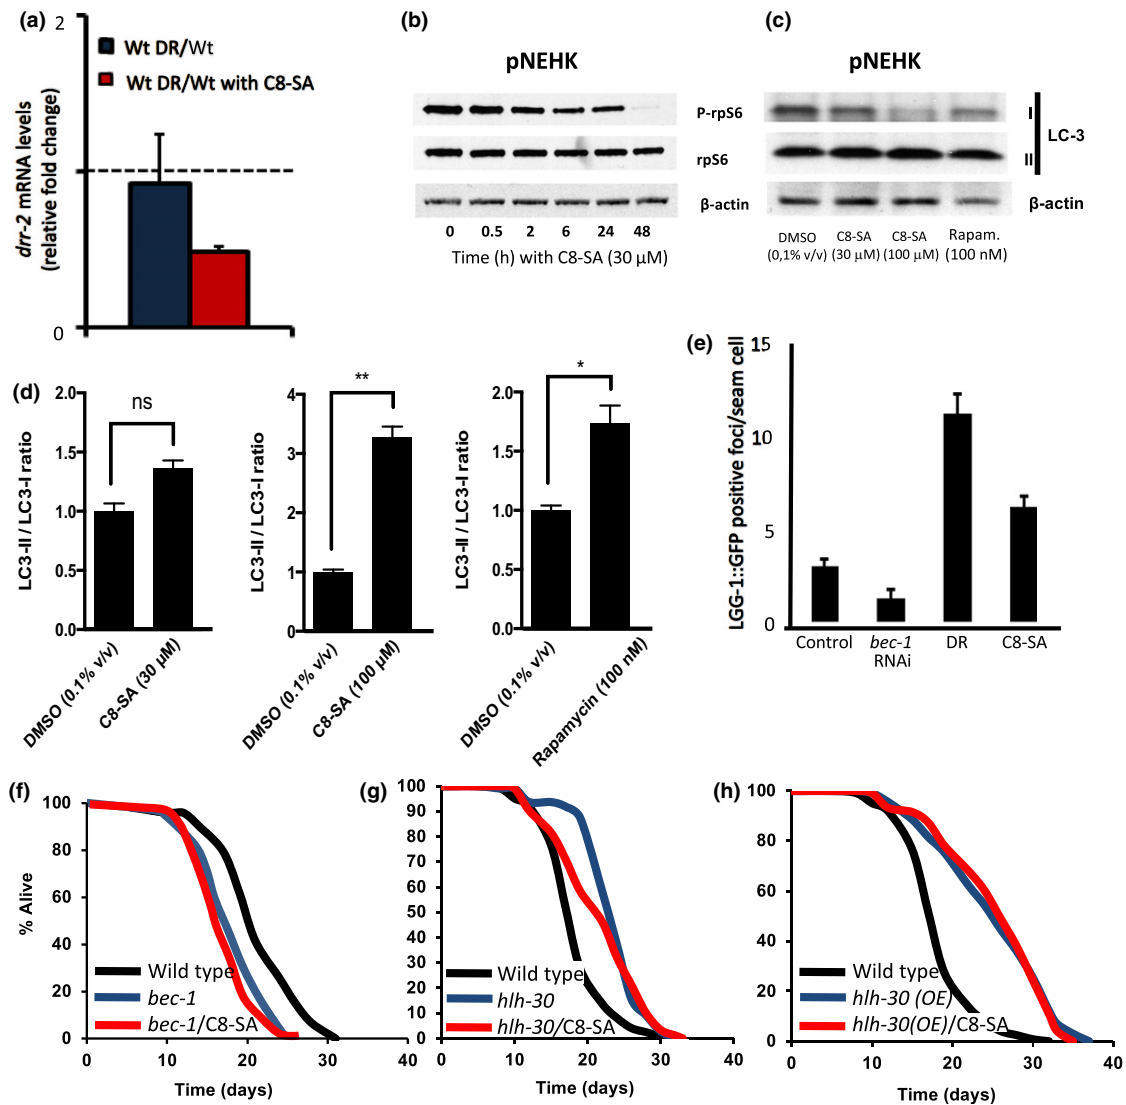 (a)
2
Wt DR/Wt
Wt DR/Wt with C8-SA
drr-2 mRNA levels
(relative fold change)
0
(b)
pNEHK
P-rpS6
rpS6
β-actin
0 0.5 2 6 24 48
Time (h) with C8-SA (30 μM)
(c)
pNEHK
I
LC-3
II
β-actin
DMSO C8-SA C8-SA Rapam.
(0,1% v/v) (30 μM) (100 μM) (100 nM)
(d)
LC3-II / LC3-I ratio
2.0
1.5
1.0
0.5
0.0
ns
DMSO (0.1% v/v)
C8-SA (30 μM)
LC3-II / LC3-I ratio
4
3
2
1
0
**
DMSO (0.1% v/v)
C8-SA (100 μM)
LC3-II / LC3-I ratio
2.0
1.5
1.0
0.5
0.0
*
DMSO (0.1% v/v)
Rapamycin (100 nM)
(e)
LGG-1::GFP positive foci/seam cell
15
10
5
0
Control bec-1 DR C8-SA
RNAi
(f)
% Alive
100
80
60
40
20
0
Wild type
bec-1
bec-1/C8-SA
0 10 20 30 40
Time (days)
(g)
100
90
80
70
60
50
40
30
20
10
0
Wild type
hlh-30
hlh-30/C8-SA
0 10 20 30 40
Time (days)
(h)
100
80
60
40
20
0
Wild type
hlh-30 (OE)
hlh-30(OE)/C8-SA
0 10 20 30 40
Time (days)